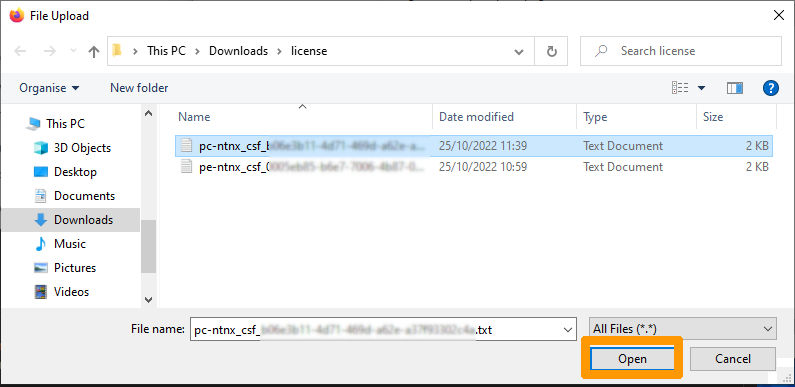 File Upload
This PC > Downloads > license
Search license
Organise New folder
Name Date modified Type Size
This PC
3D Objects
Desktop
Documents
Downloads
Music
Pictures
Videos
pc-ntnx_csf_ 25/10/2022 11:39 Text Document 2 KB
pe-ntnx_csf_ 25/10/2022 10:59 Text Document 2 KB
File name: pc-ntnx_csf_ .txt All Files (*.*)
Open Cancel